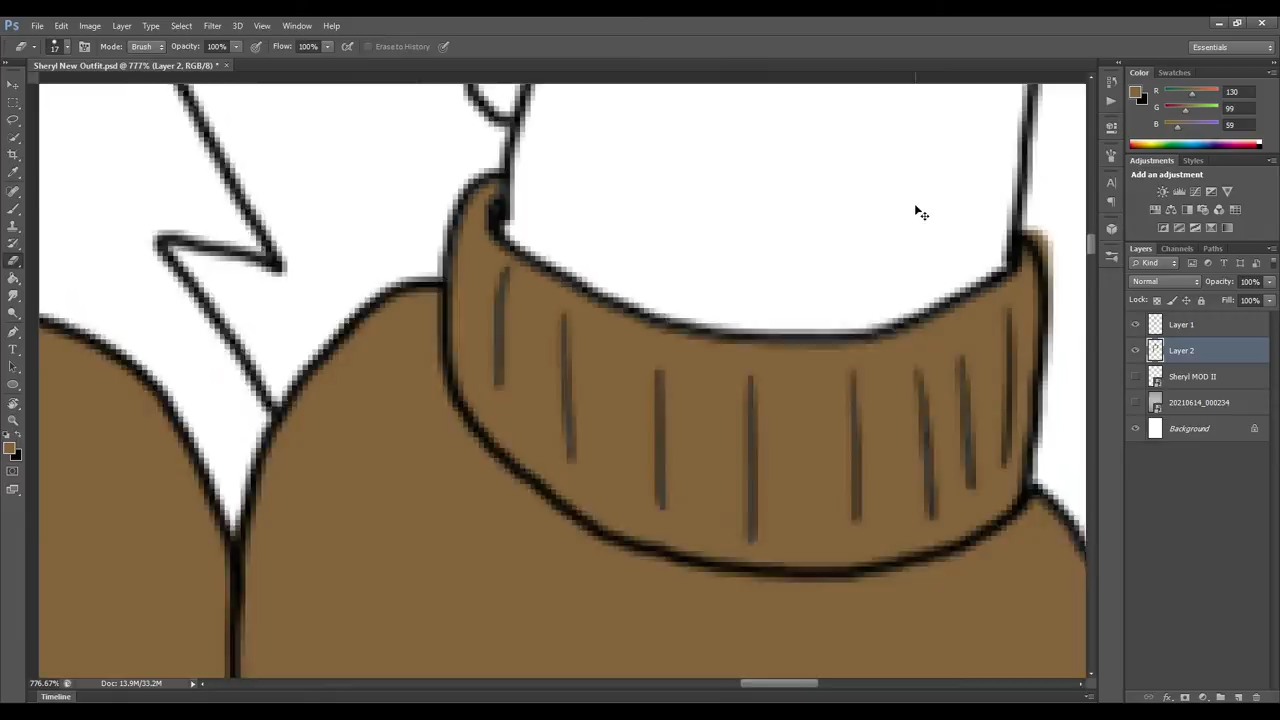 Ps File Edit Image Layer Type Select Filter 3D View Window Help
17 Mode: Brush Opacity: 100% Flow: 100% Erase to History Essentials
Sheryl New Outfit.psd @ 777% (Layer 2, RGB/8) * ×
Color Swatches
R 130
G 99
B 59
Adjustments Styles
Add an adjustment
Layers Channels Paths
Kind
Normal Opacity: 100%
Lock: Fill: 100%
Layer 1
Layer 2
Sheryl MOD II
20210614_000234
Background
776.67% Doc: 13.9M/33.2M
Timeline